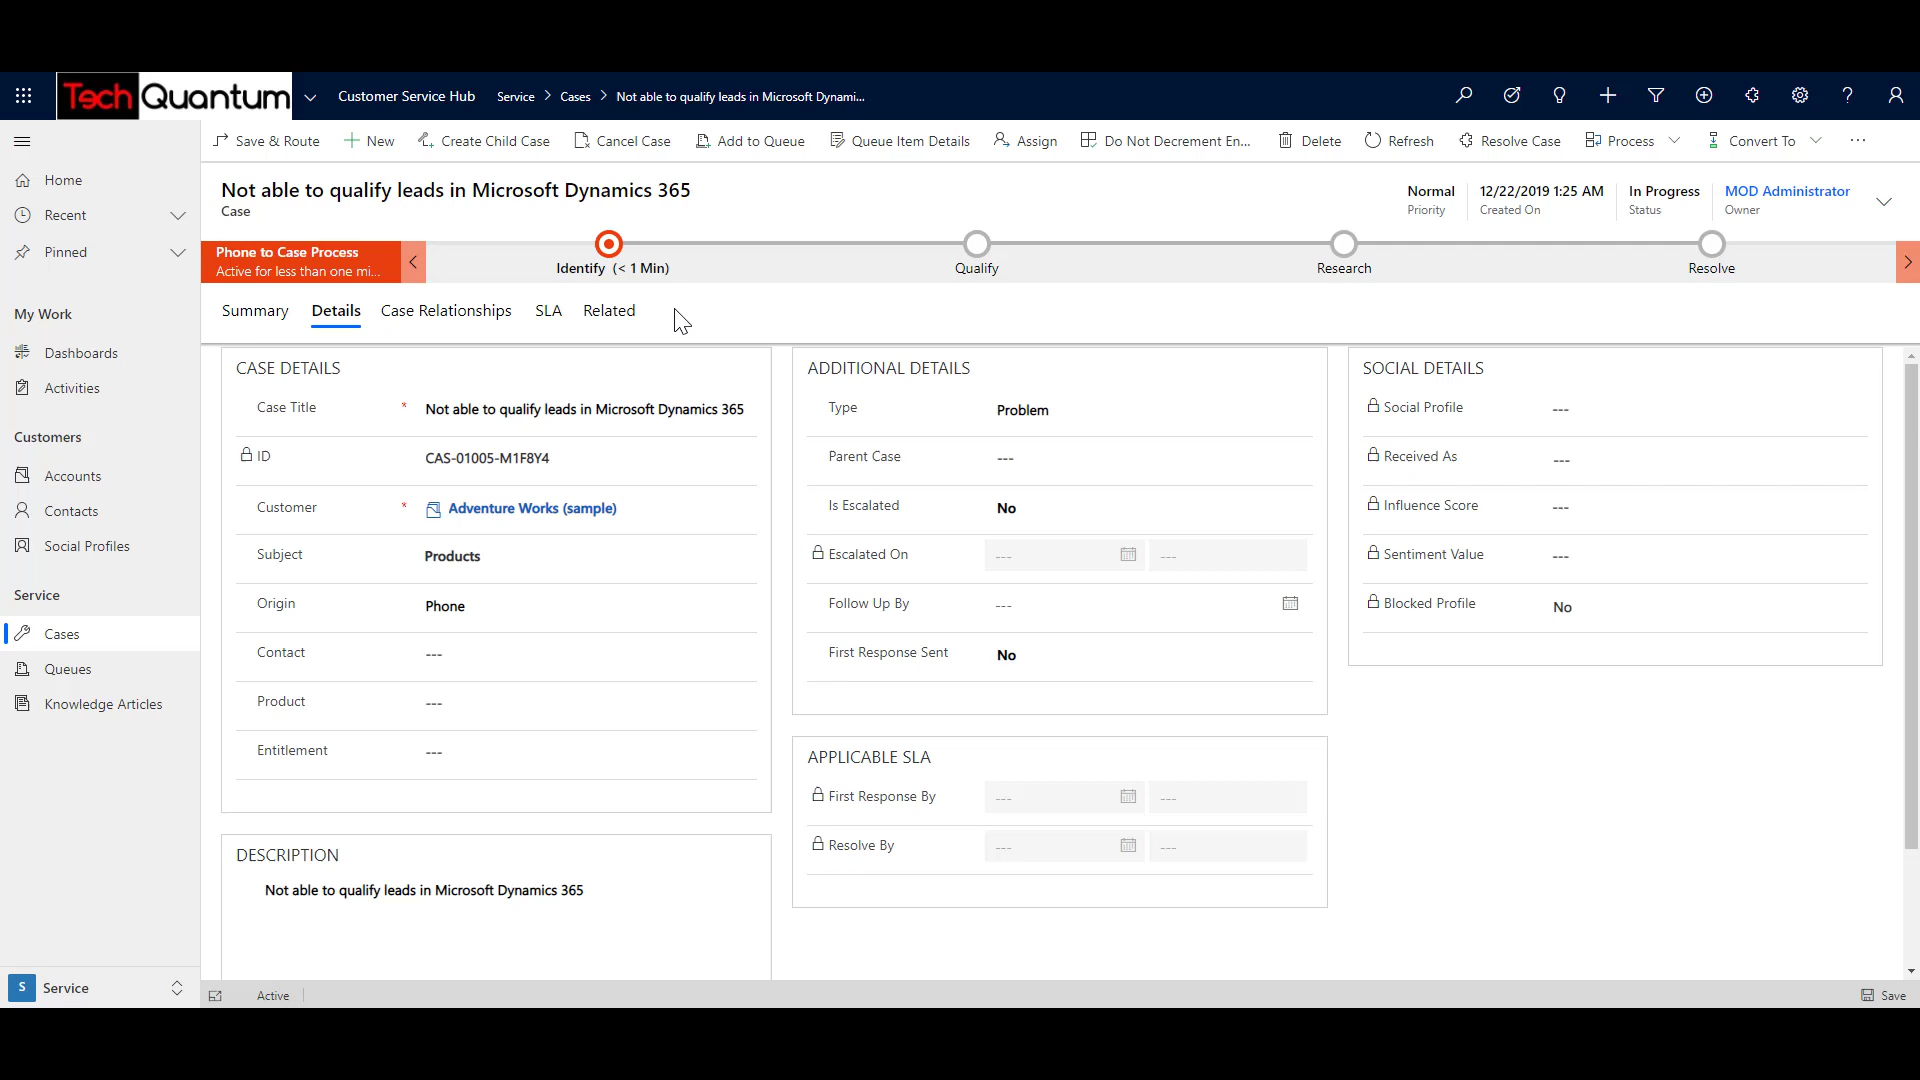 Tech Quantum
Customer Service Hub
Service > Cases > Not able to qualify leads in Microsoft Dynami...
Save & Route
New
Create Child Case
Cancel Case
Add to Queue
Queue Item Details
Assign
Do Not Decrement En...
Delete
Refresh
Resolve Case
Process
Convert To
Home
Recent
Pinned
My Work
Dashboards
Activities
Customers
Accounts
Contacts
Social Profiles
Service
Cases
Queues
Knowledge Articles
S Service
Not able to qualify leads in Microsoft Dynamics 365
Case
Normal
Priority
12/22/2019 1:25 AM
Created On
In Progress
Status
MOD Administrator
Owner
Phone to Case Process
Active for less than one mi...
Identify (< 1 Min)
Qualify
Research
Resolve
Summary
Details
Case Relationships
SLA
Related
CASE DETAILS
Case Title * Not able to qualify leads in Microsoft Dynamics 365
ID CAS-01005-M1F8Y4
Customer * Adventure Works (sample)
Subject Products
Origin Phone
Contact ---
Product ---
Entitlement ---
DESCRIPTION
Not able to qualify leads in Microsoft Dynamics 365
ADDITIONAL DETAILS
Type Problem
Parent Case ---
Is Escalated No
Escalated On --- ---
Follow Up By ---
First Response Sent No
APPLICABLE SLA
First Response By --- ---
Resolve By --- ---
SOCIAL DETAILS
Social Profile ---
Received As ---
Influence Score ---
Sentiment Value ---
Blocked Profile No
Active
Save